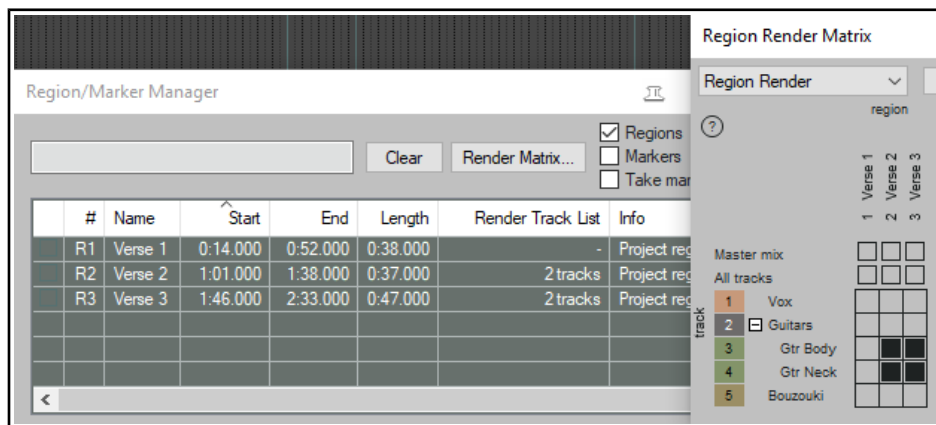 Region Render Matrix
Region/Marker Manager
Region Render
region
Regions
Clear
Render Matrix...
Markers
Take mar
# Name Start End Length Render Track List Info
R1 Verse 1 0:14.000 0:52.000 0:38.000 - Project reg
R2 Verse 2 1:01.000 1:38.000 0:37.000 2 tracks Project reg
R3 Verse 3 1:46.000 2:33.000 0:47.000 2 tracks Project reg
1 Verse 1
2 Verse 2
3 Verse 3
Master mix
All tracks
track
1 Vox
2 Guitars
3 Gtr Body
4 Gtr Neck
5 Bouzouki